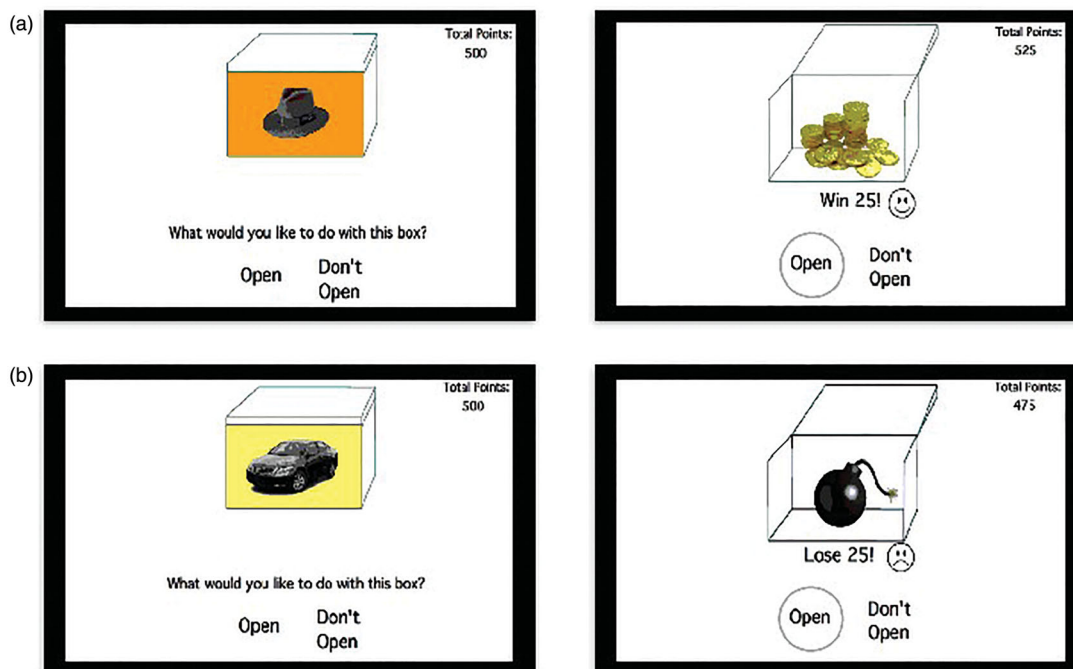 (a)
Total Points:
500
What would you like to do with this box?
Open
Don't
Open
Total Points:
525
Win 25!
Open
Don't
Open
(b)
Total Points:
500
What would you like to do with this box?
Open
Don't
Open
Total Points:
475
Lose 25!
Open
Don't
Open